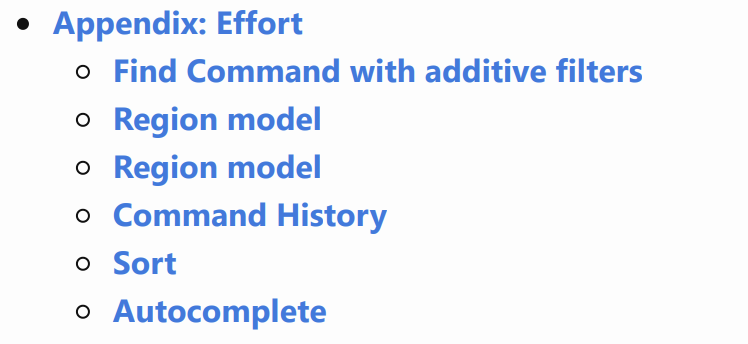 Appendix: Effort
Find Command with additive filters
Region model
Region model
Command History
Sort
Autocomplete